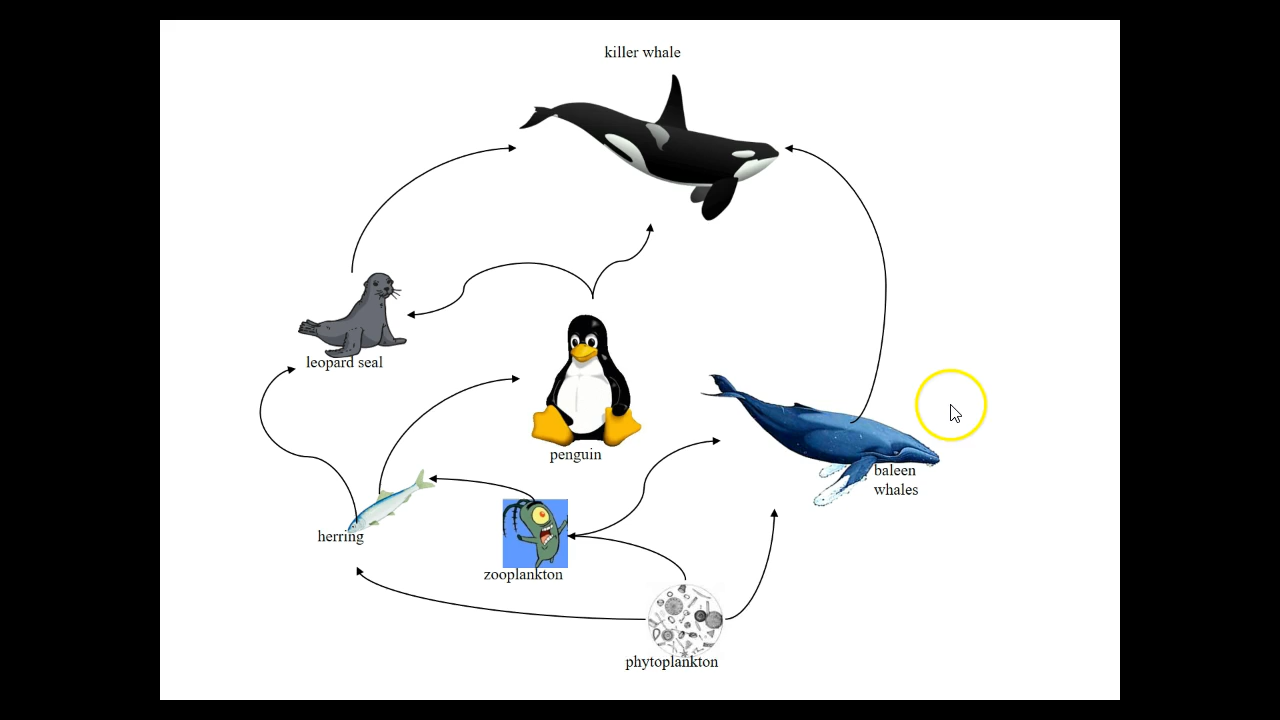 killer whale
leopard seal
penguin
baleen
whales
herring
zooplankton
phytoplankton